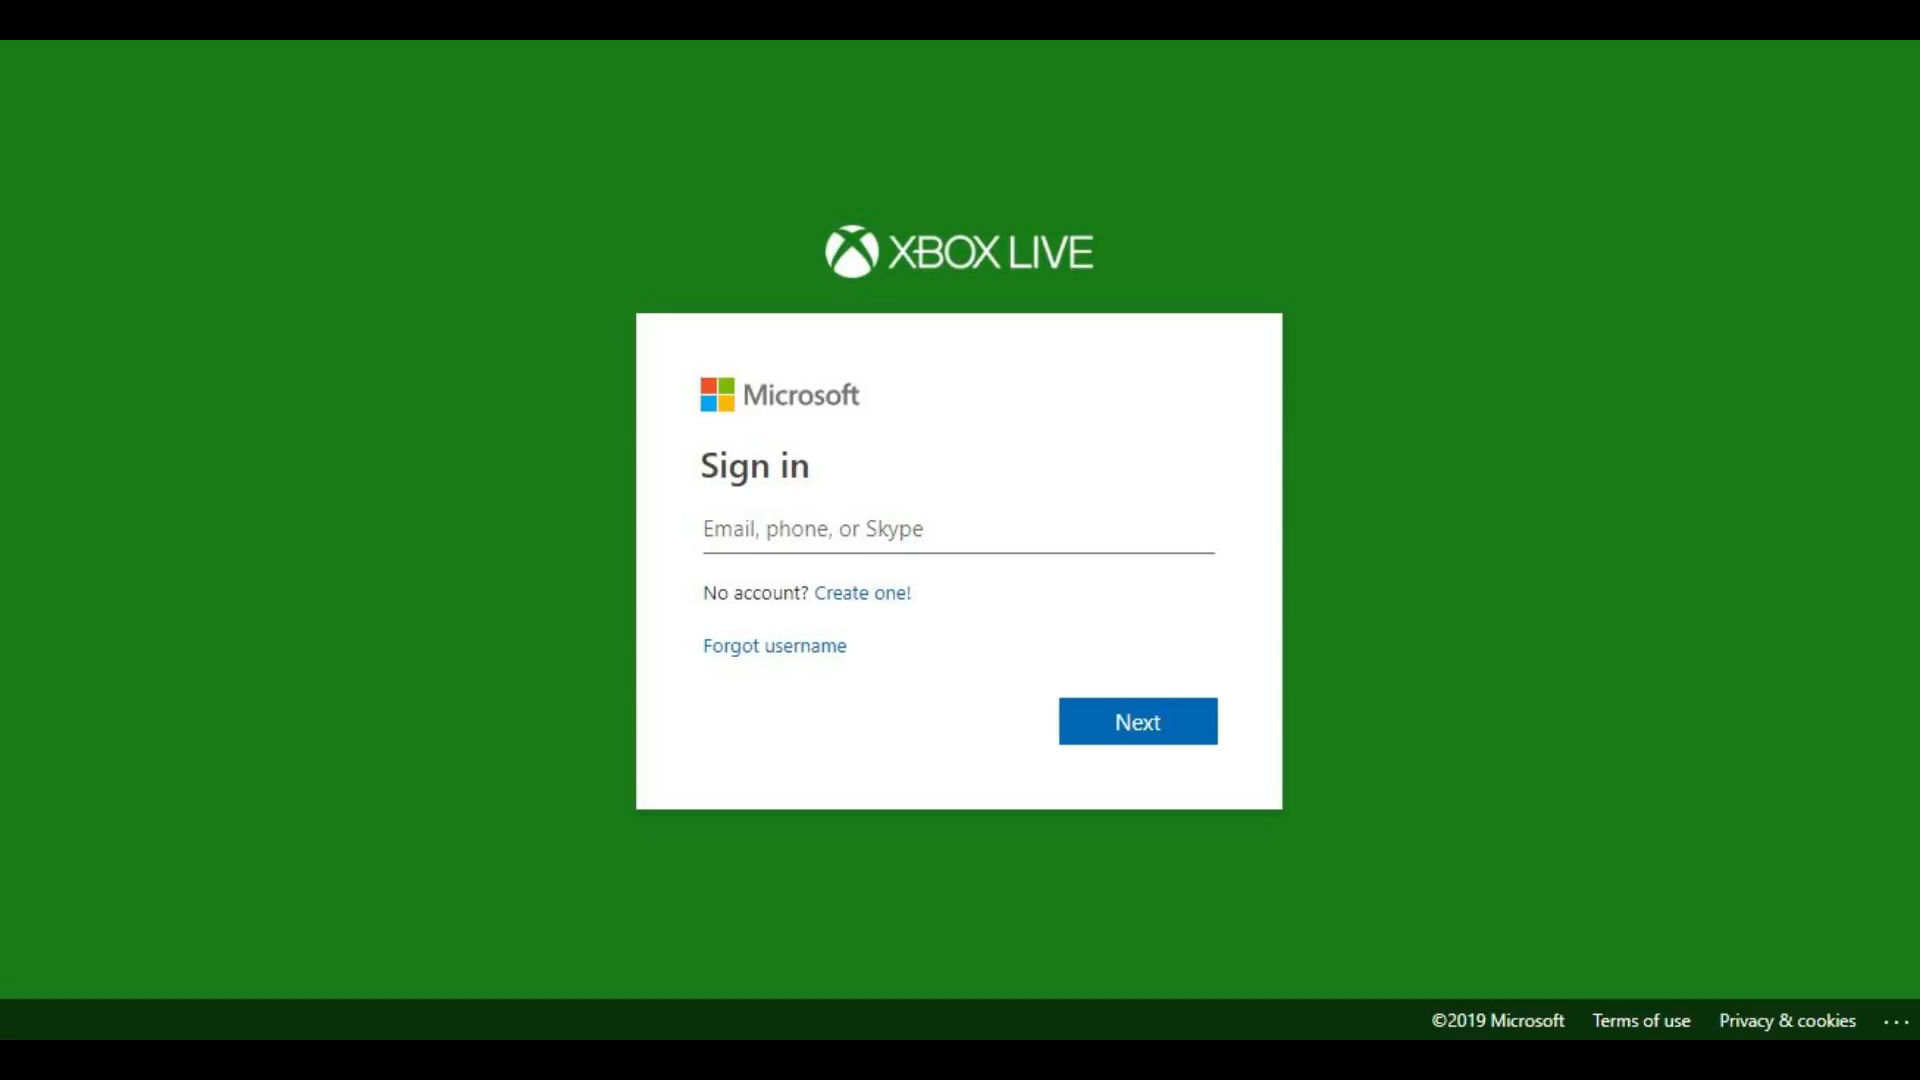 XBOX LIVE
Microsoft
Sign in
Email, phone, or Skype
No account? Create one!
Forgot username
Next
©2019 Microsoft Terms of use Privacy & cookies ...